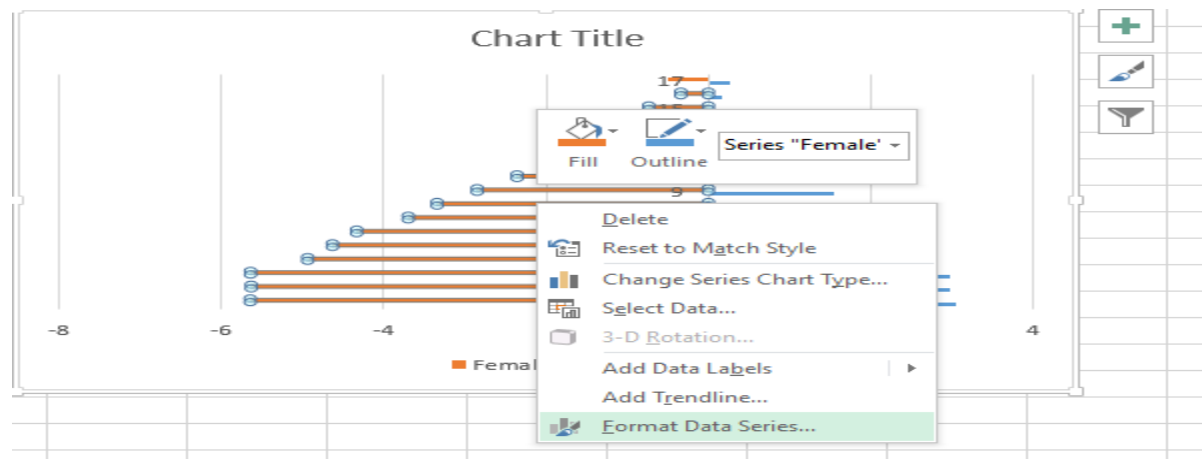 Chart Title
17
15
Fill
Outline
Series "Female'
9
Delete
Reset to Match Style
Change Series Chart Type...
Select Data...
3-D Rotation...
Add Data Labels
Add Trendline...
Format Data Series...
-8 -6 -4 4
Femal